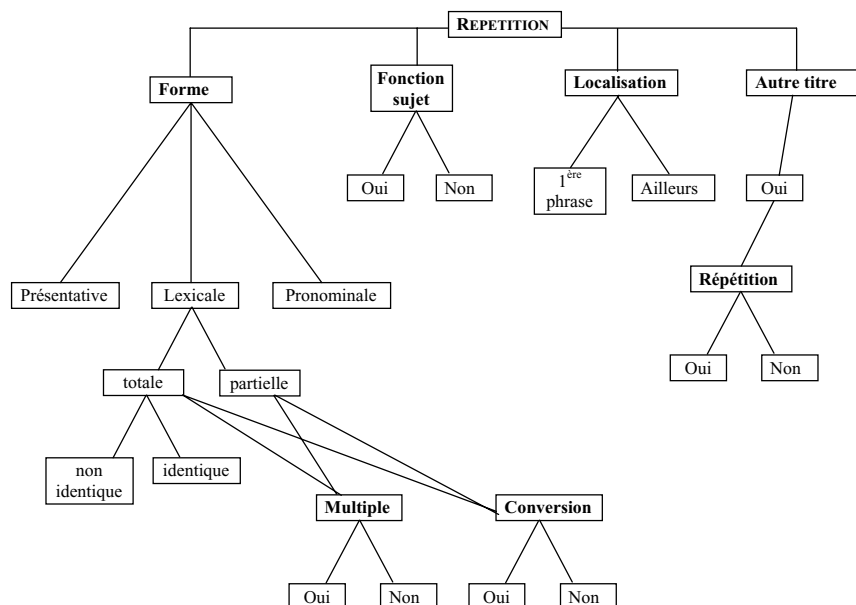 REPETITION
Forme
Fonction
sujet
Localisation
Autre titre
Oui
Non
1ère
phrase
Ailleurs
Oui
Présentative
Lexicale
Pronominale
Répétition
Oui
Non
totale
partielle
non
identique
identique
Multiple
Conversion
Oui
Non
Oui
Non